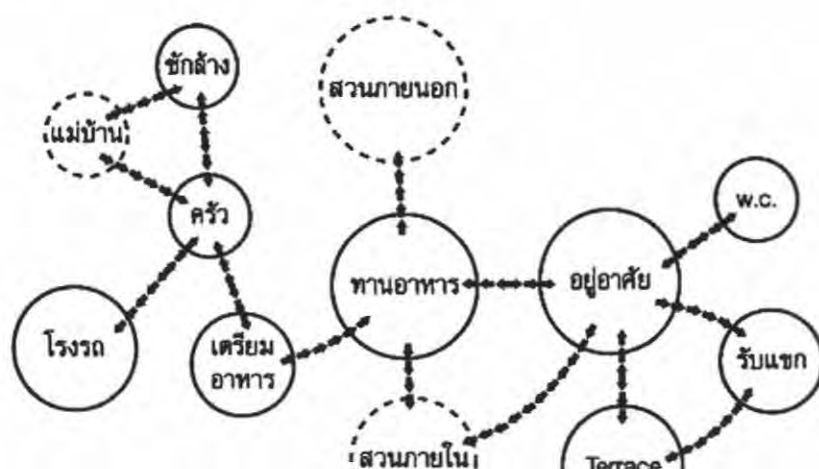 ซักล้าง
แม่บ้าน
สวนภายนอก
ครัว
w.c.
ทานอาหาร
อยู่อาศัย
โรงรถ
เตรียม
อาหาร
รับแขก
สวนภายใน
Terrace